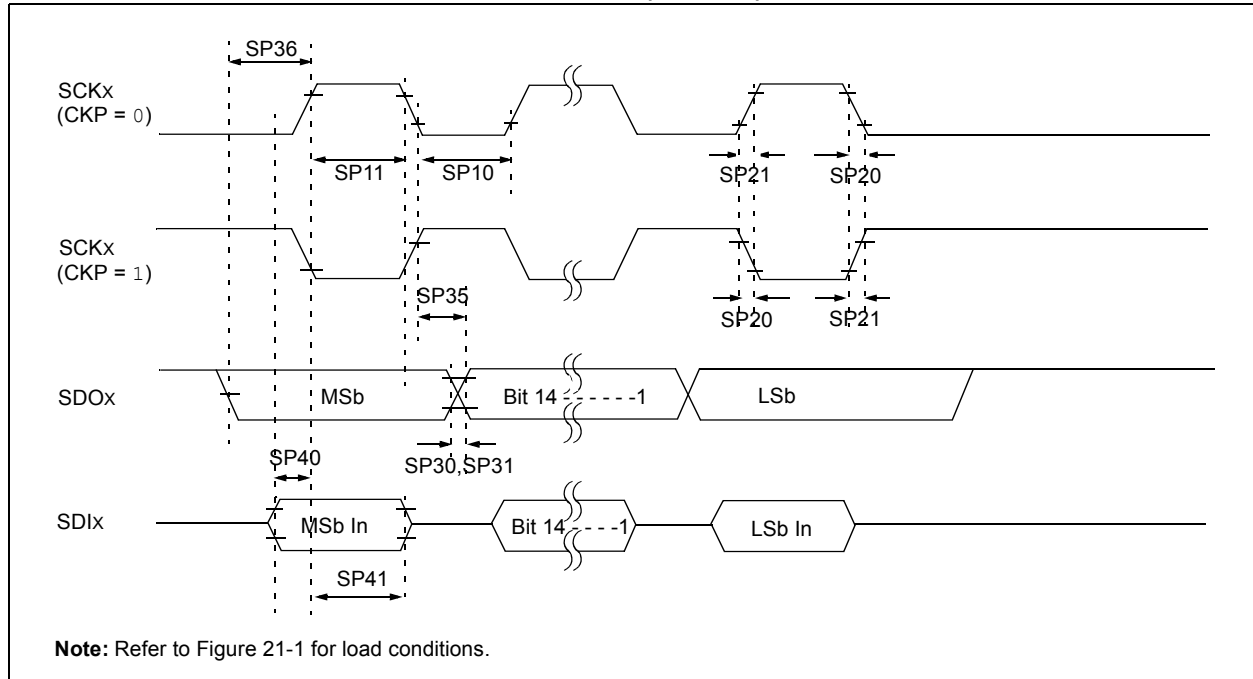 SP36
SCKx
(CKP = 0)
SP11
SP10
SP21
SP20
SCKx
(CKP = 1)
SP35
SP20
SP21
SDOx
MSb
Bit 14 - - - - - -1
LSb
SP40
SP30,SP31
SDIx
MSb In
Bit 14 - - - - -1
LSb In
SP41
Note: Refer to Figure 21-1 for load conditions.